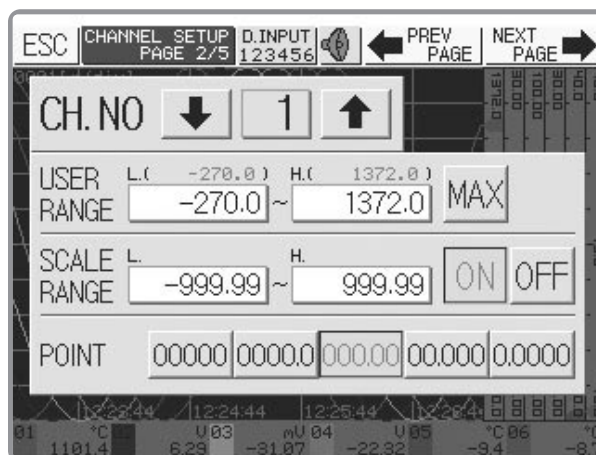 ESC CHANNEL SETUP D.INPUT PREV NEXT
PAGE 2/5 123456 PAGE PAGE
CH. NO 1
L.( -270.0 ) H.( 1372.0 )
USER RANGE -270.0 ~ 1372.0 MAX
L. H.
SCALE RANGE -999.99 ~ 999.99 ON OFF
POINT 00000 0000.0 000.00 00.000 0.0000
12:23:44 12:24:44 12:25:44
01 °C V 03 mV 04 V 05 °C 06 °C
1101.4 6.29 -31.07 -22.32 -9.4